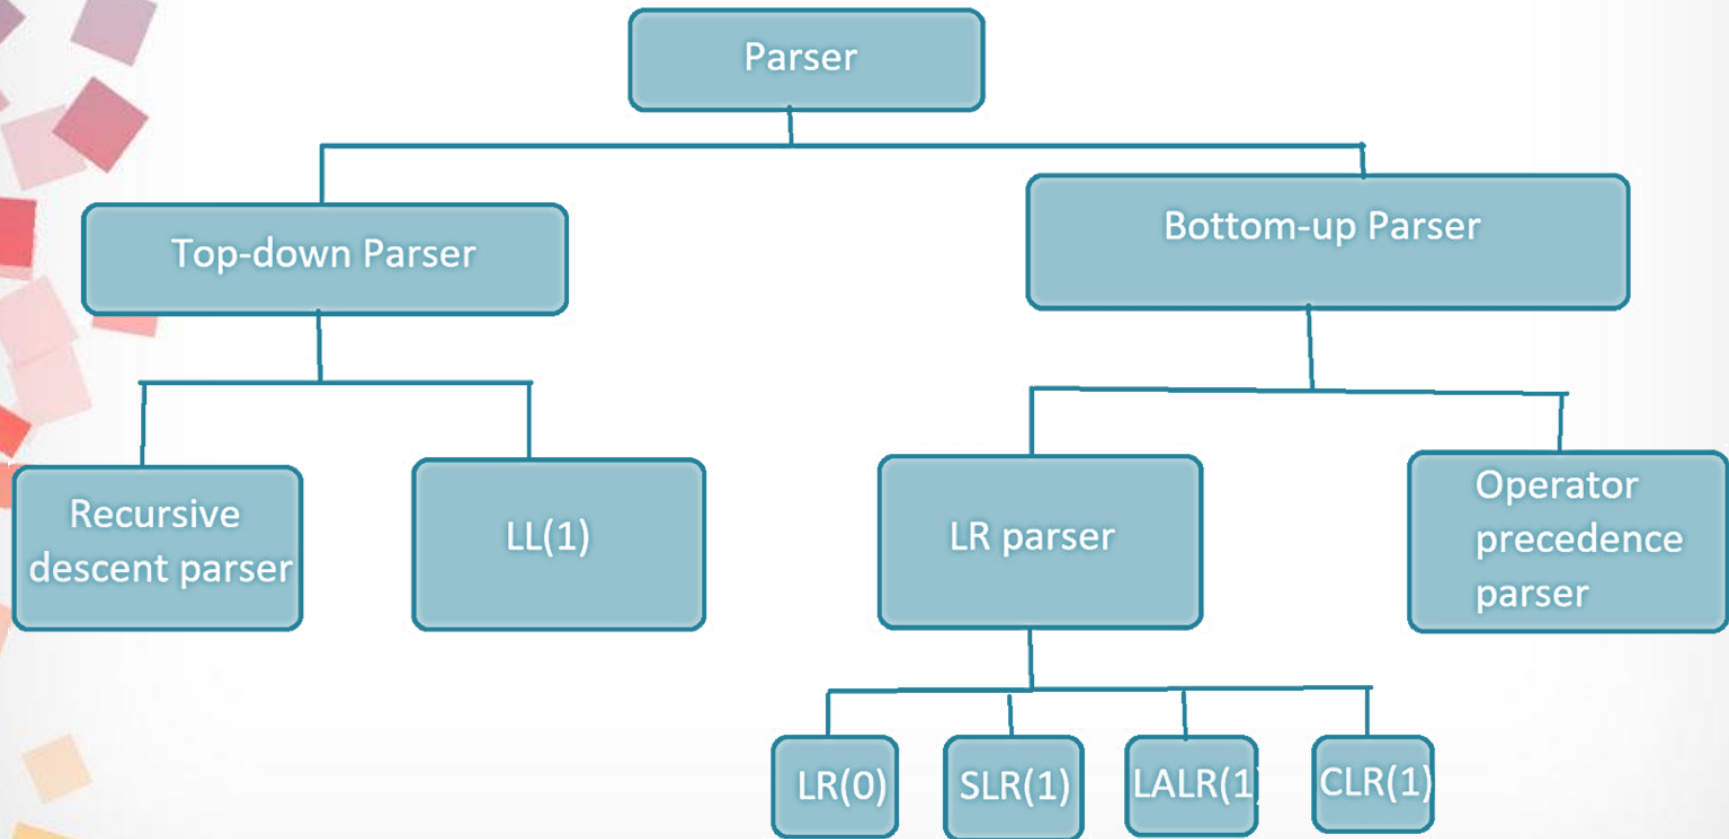 Parser
Top-down Parser
Bottom-up Parser
Recursive
descent parser
LL(1)
LR parser
Operator
precedence
parser
LR(0)
SLR(1)
LALR(1)
CLR(1)